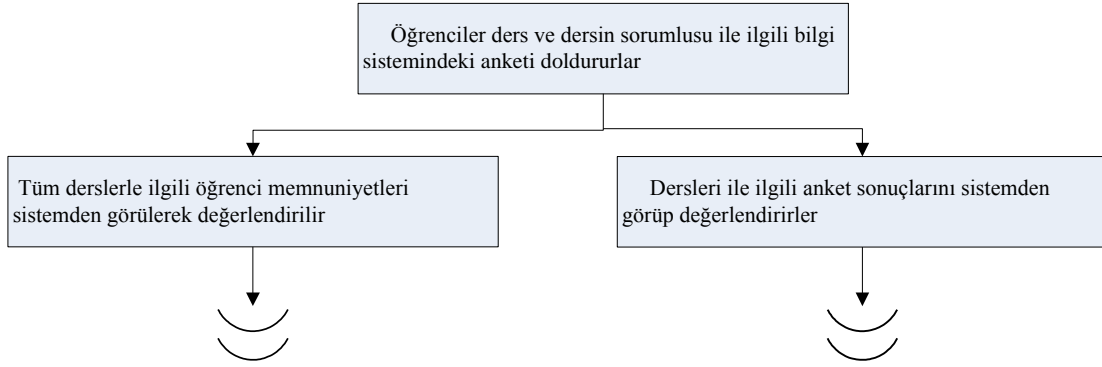 Öğrenciler ders ve dersin sorumlusu ile ilgili bilgi
sistemindeki anketi doldururlar
Tüm derslerle ilgili öğrenci memnuniyetleri
sistemden görülerek değerlendirilir
Dersleri ile ilgili anket sonuçlarını sistemden
görüp değerlendirirler